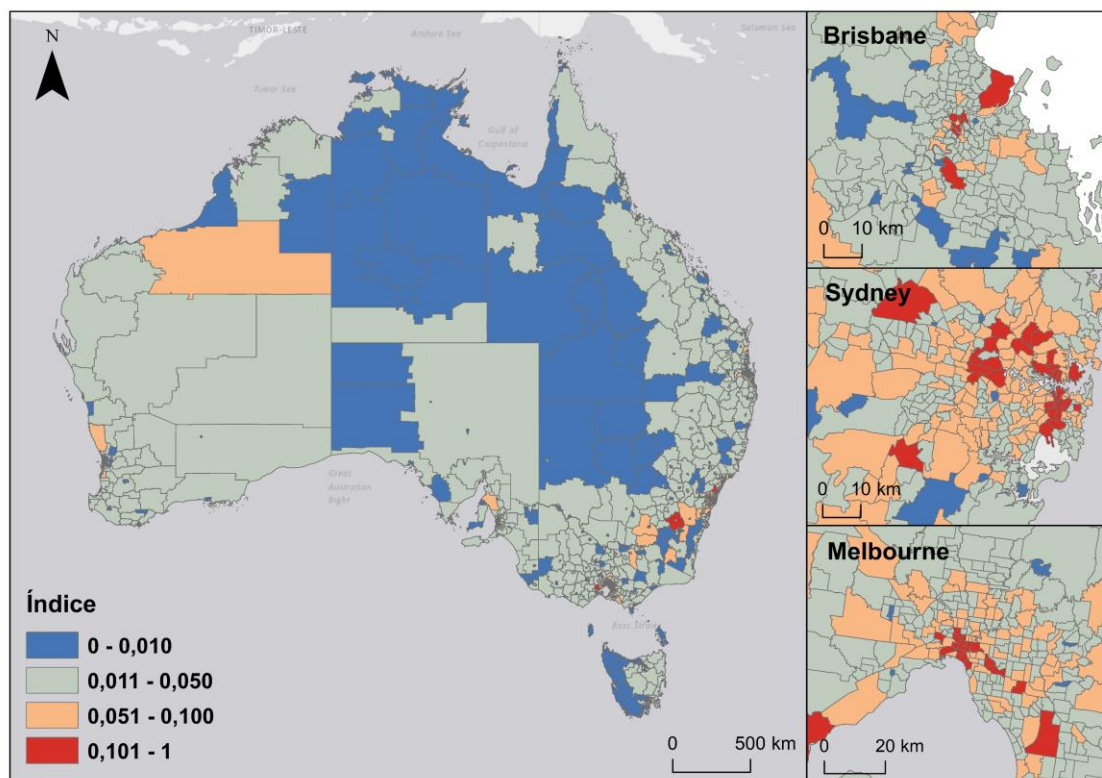 N
TIMOR-LESTE
Arafura Sea
Solomon Sea
Timor Sea
Gulf of
Carpentaria
Great
Australian
Bight
Bass Strait
Índice
0 - 0,010
0,011 - 0,050
0,051 - 0,100
0,101 - 1
0 500 km
Brisbane
0 10 km
Sydney
0 10 km
Melbourne
0 20 km